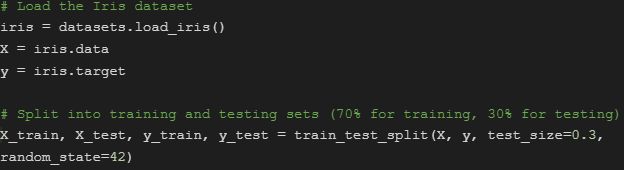 # Load the Iris dataset
iris = datasets.load_iris()
X = iris.data
y = iris.target
# Split into training and testing sets (70% for training, 30% for testing)
X_train, X_test, y_train, y_test = train_test_split(X, y, test_size=0.3,
random_state=42)